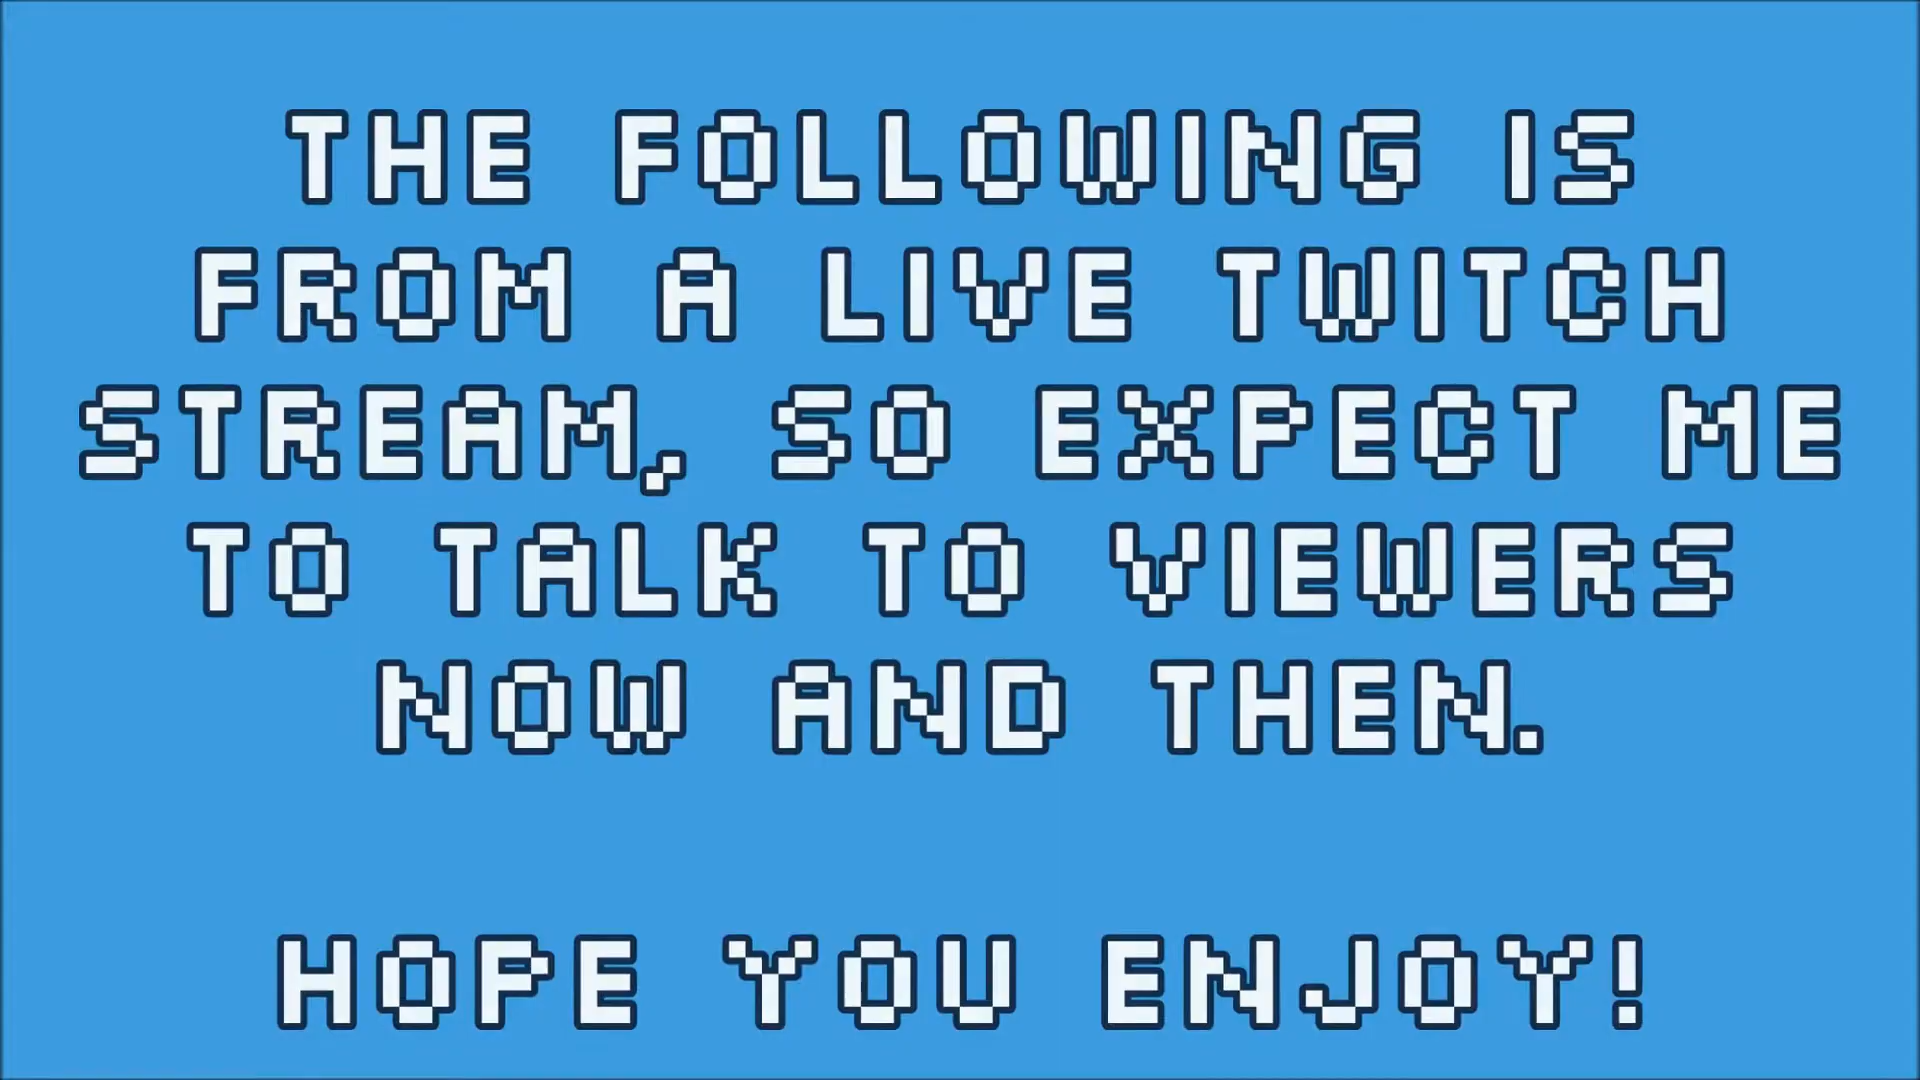 THE FOLLOWING IS
FROM A LIVE TWITCH
STREAM, SO EXPECT ME
TO TALK TO VIEWERS
NOW AND THEN.
HOPE YOU ENJOY!